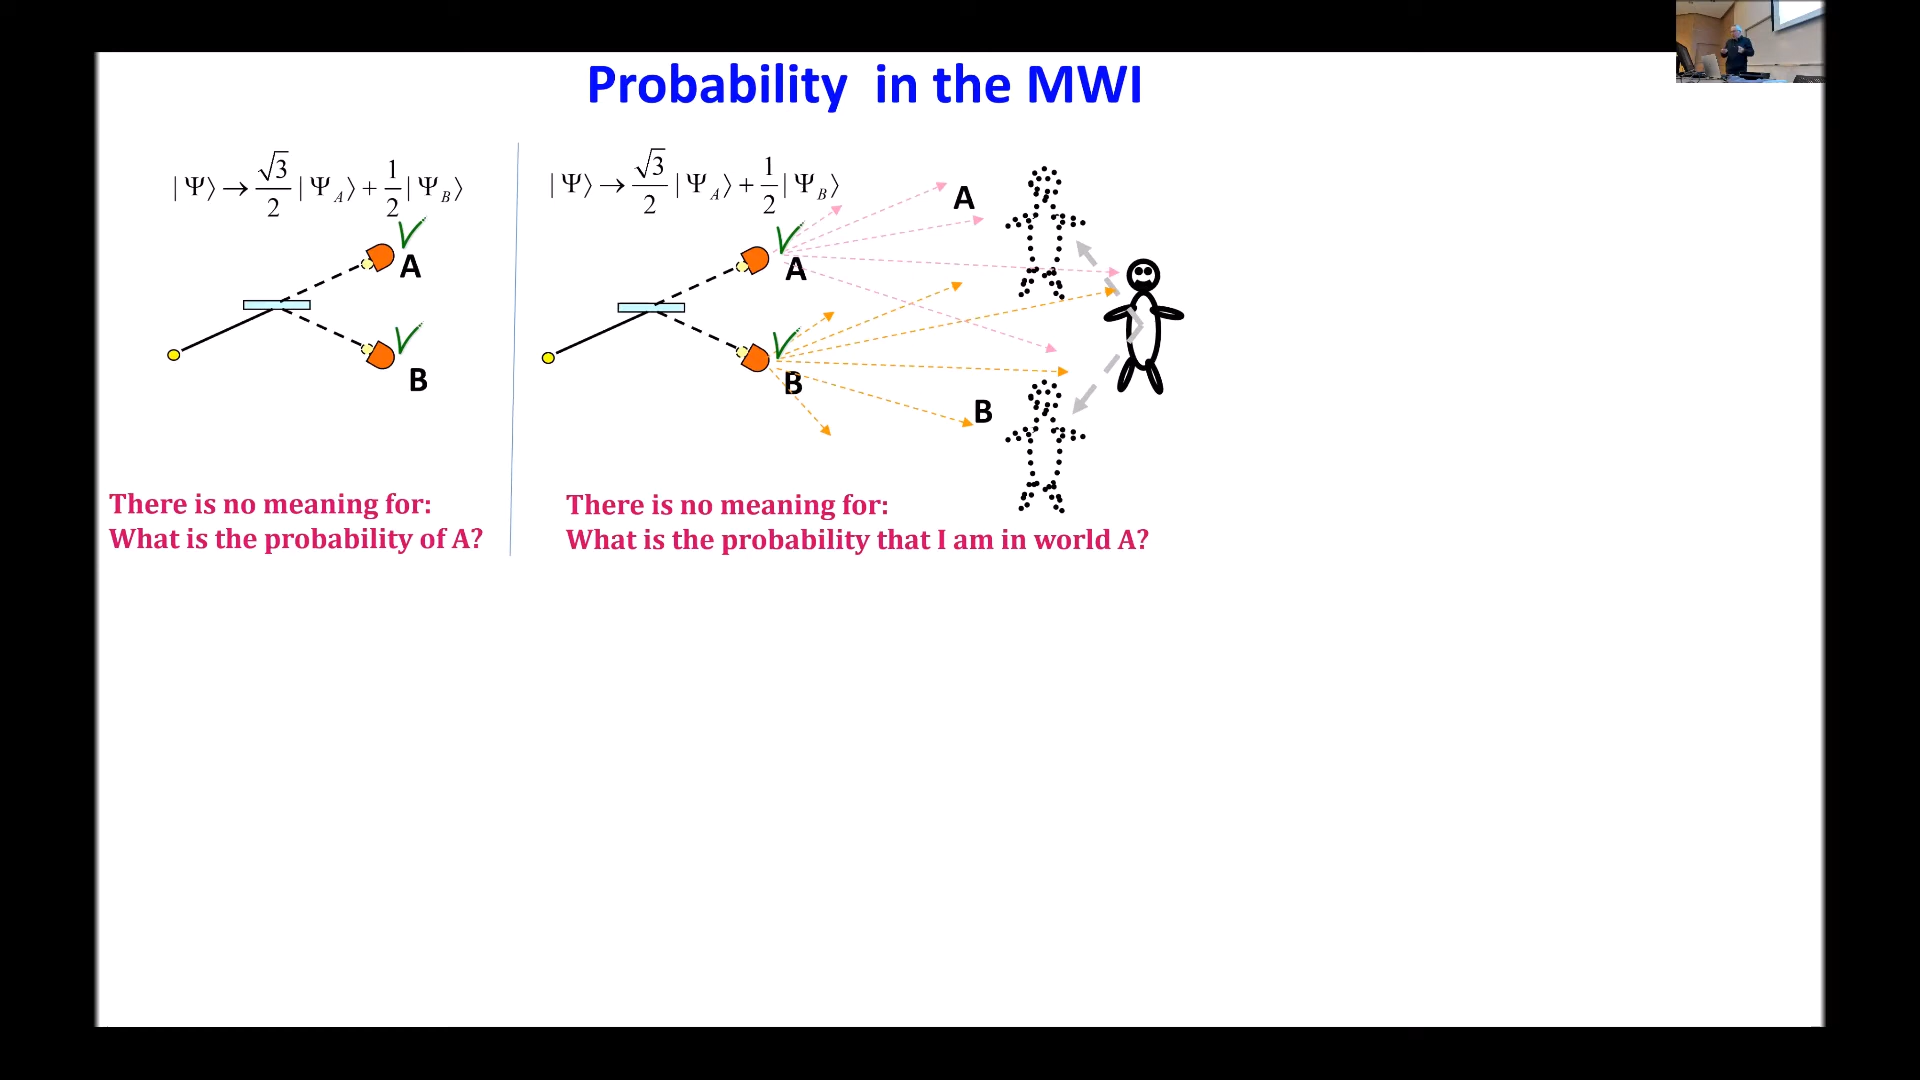 Probability in the MWI
|Ψ⟩→√3/2|Ψ_A⟩+1/2|Ψ_B⟩
A
B
There is no meaning for:
What is the probability of A?
|Ψ⟩→√3/2|Ψ_A⟩+1/2|Ψ_B⟩
A
A
B
B
There is no meaning for:
What is the probability that I am in world A?